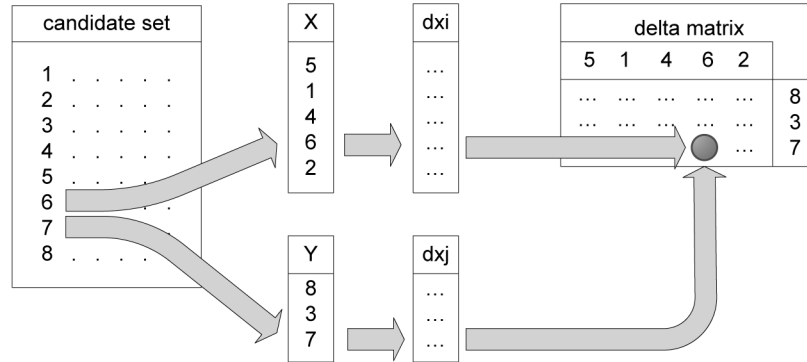 candidate set
1 . . . . .
2 . . . . .
3 . . . . .
4 . . . . .
5 . . . . .
6 . . . . .
7 . . . . .
8 . . . . .
X
5
1
4
6
2
dxi
...
...
...
...
...
Y
8
3
7
dxj
...
...
...
delta matrix
5 1 4 6 2
... ... ... ... ... 8
... ... ... ... ... 3
... ... ... ... 7